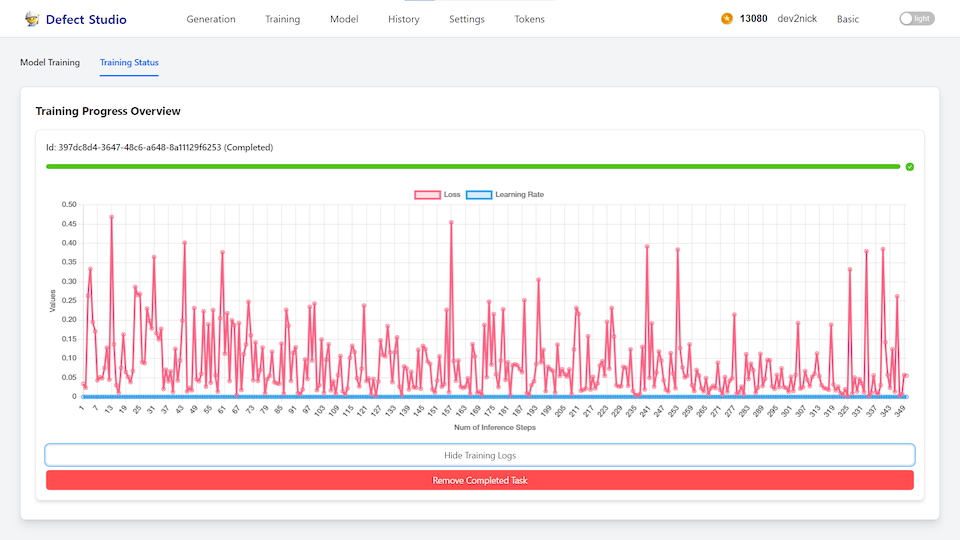 Defect Studio Generation Training Model History Settings Tokens 13080 dev2nick Basic light
Model Training Training Status
Training Progress Overview
Id: 397dc8d4-3647-48c6-a648-8a11129f6253 (Completed)
Loss Learning Rate
0.50
0.45
0.40
0.35
0.30
0.25
0.20
0.15
0.10
0.05
0
Values
1 7 13 19 25 31 37 43 49 55 61 67 73 79 85 91 97 103 109 115 121 127 133 139 145 151 157 163 169 175 181 187 193 199 205 211 217 223 229 235 241 247 253 259 265 271 277 283 289 295 301 307 313 319 325 331 337 343 349
Num of Inference Steps
Hide Training Logs
Remove Completed Task